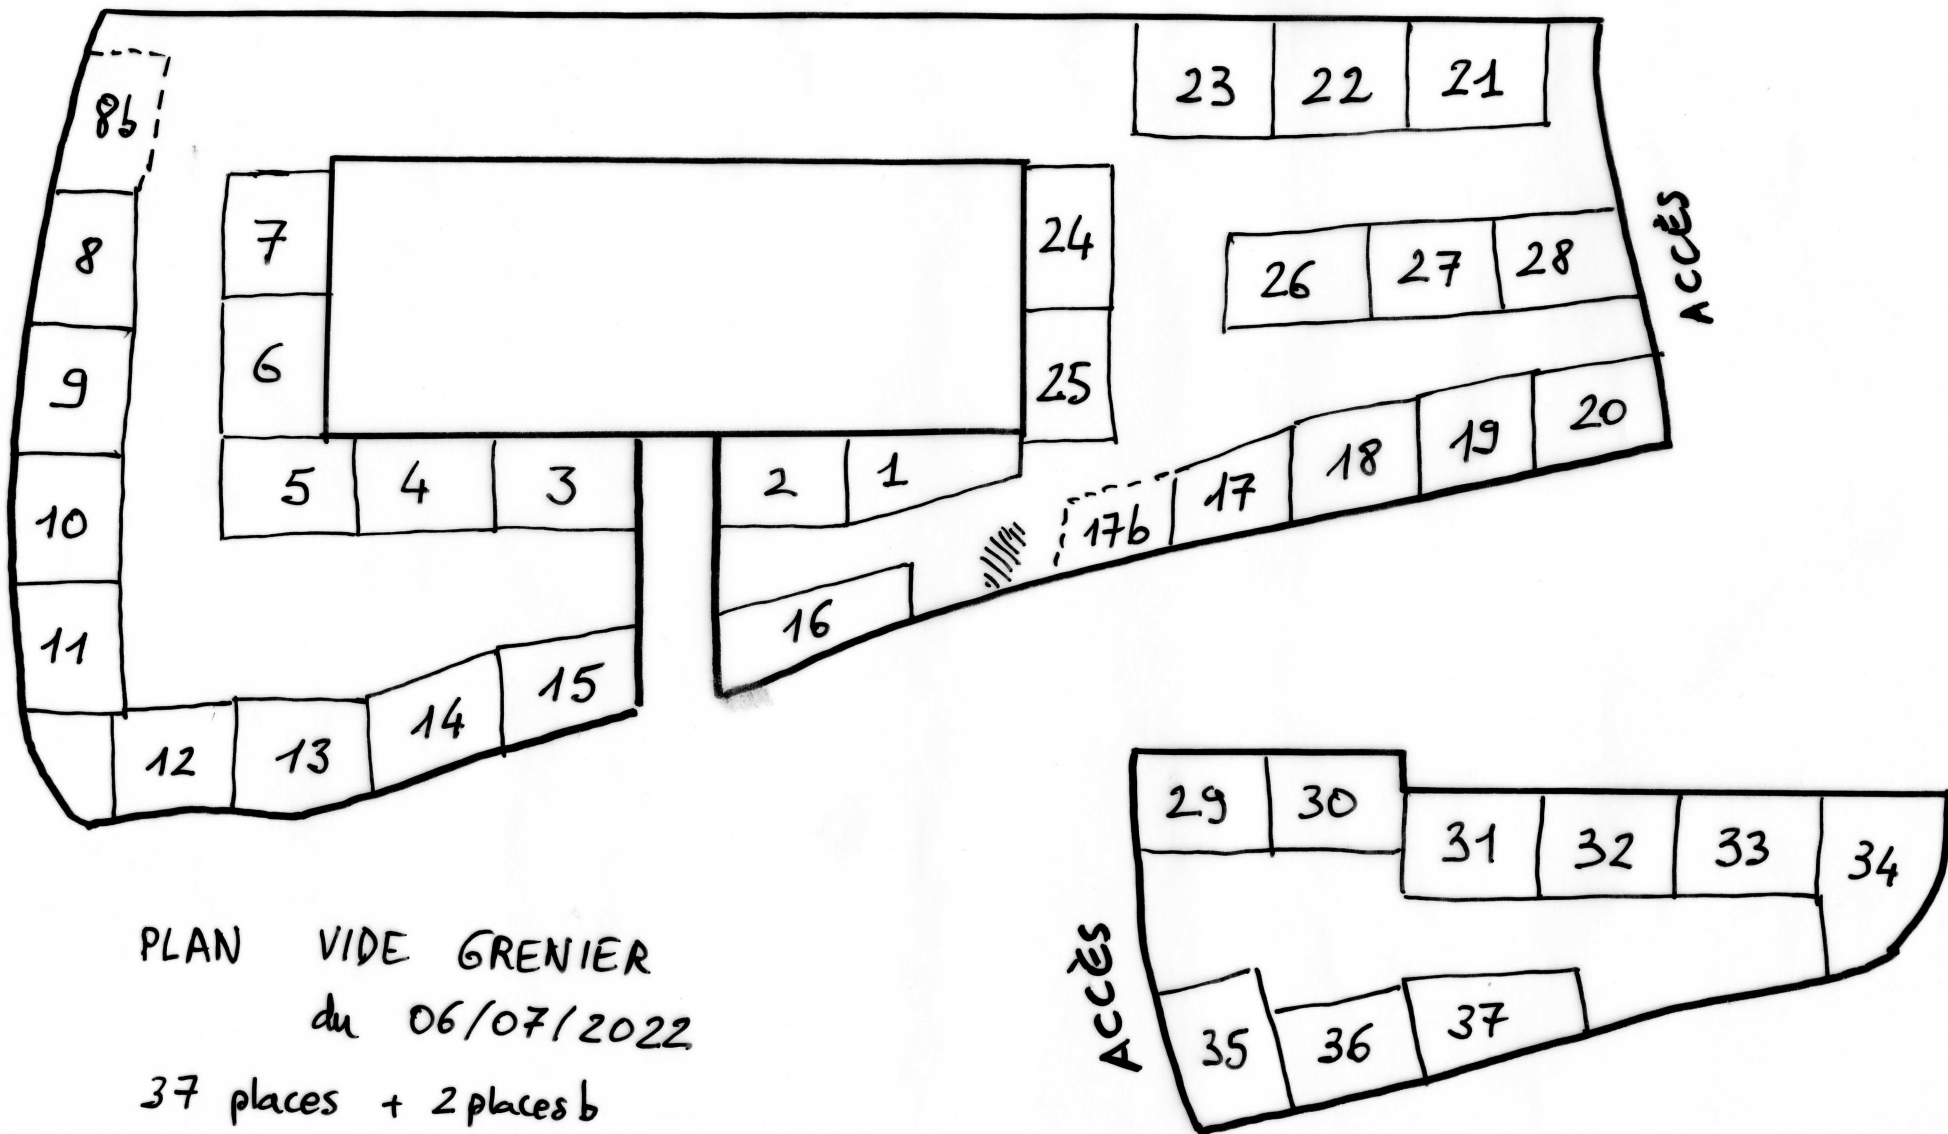 23 22 21
8b
7 24
8 26 27 28
ACCÈS
6 25
9
5 4 3 2 1
17b 17 18 19 20
10
16
11
15
14
12 13
29 30
31 32 33 34
ACCÈS
35 36 37
PLAN VIDE GRENIER
du 06/07/2022
37 places + 2 places b